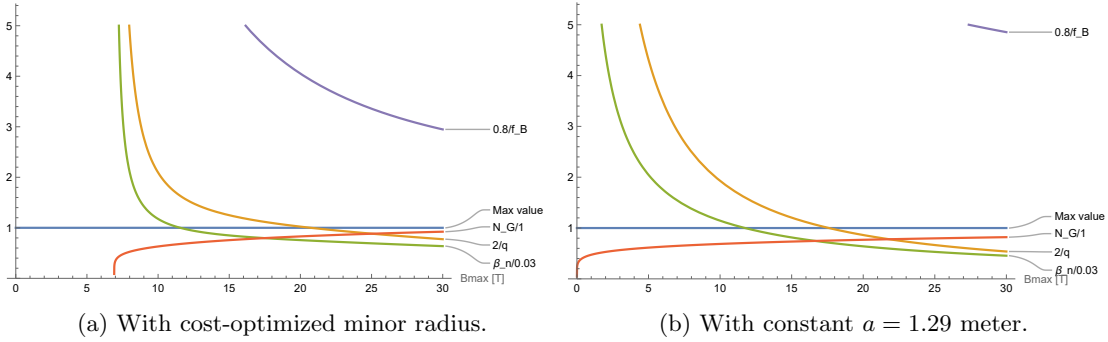 5
4
3
2
1
0.8/f_B
Max value
N_G/1
2/q
β_n/0.03
Bmax [T]
0 5 10 15 20 25 30
(a) With cost-optimized minor radius.
5
4
3
2
1
0.8/f_B
Max value
N_G/1
2/q
β_n/0.03
Bmax [T]
0 5 10 15 20 25 30
(b) With constant a = 1.29 meter.